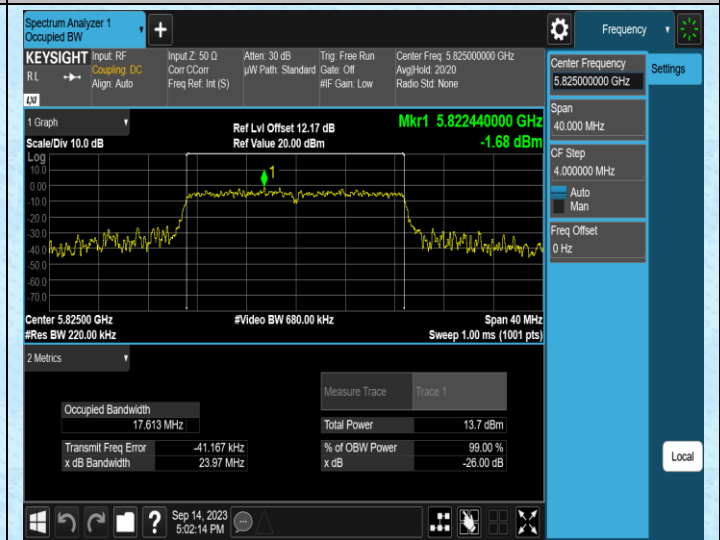 Spectrum Analyzer 1
Occupied BW
+
Frequency
KEYSIGHT
RL
LXI
Input: RF
Coupling: DC
Align: Auto
Input Z: 50 Ω
Corr CCorr
Freq Ref: Int (S)
Atten: 30 dB
µW Path: Standard
Trig: Free Run
Gate: Off
#IF Gain: Low
Center Freq: 5.825000000 GHz
Avg|Hold: 20/20
Radio Std: None
Center Frequency
5.825000000 GHz
Settings
Span
40.000 MHz
CF Step
4.000000 MHz
Auto
Man
Freq Offset
0 Hz
1 Graph
Scale/Div 10.0 dB
Ref Lvl Offset 12.17 dB
Ref Value 20.00 dBm
Mkr1 5.822440000 GHz
-1.68 dBm
Log
10.0
0.00
-10.0
-20.0
-30.0
-40.0
-50.0
-60.0
-70.0
1
Center 5.82500 GHz
#Res BW 220.00 kHz
#Video BW 680.00 kHz
Span 40 MHz
Sweep 1.00 ms (1001 pts)
2 Metrics
Measure Trace Trace 1
Occupied Bandwidth
17.613 MHz
Total Power 13.7 dBm
Transmit Freq Error -41.167 kHz
% of OBW Power 99.00 %
x dB Bandwidth 23.97 MHz
x dB -26.00 dB
Local
?
Sep 14, 2023
5:02:14 PM